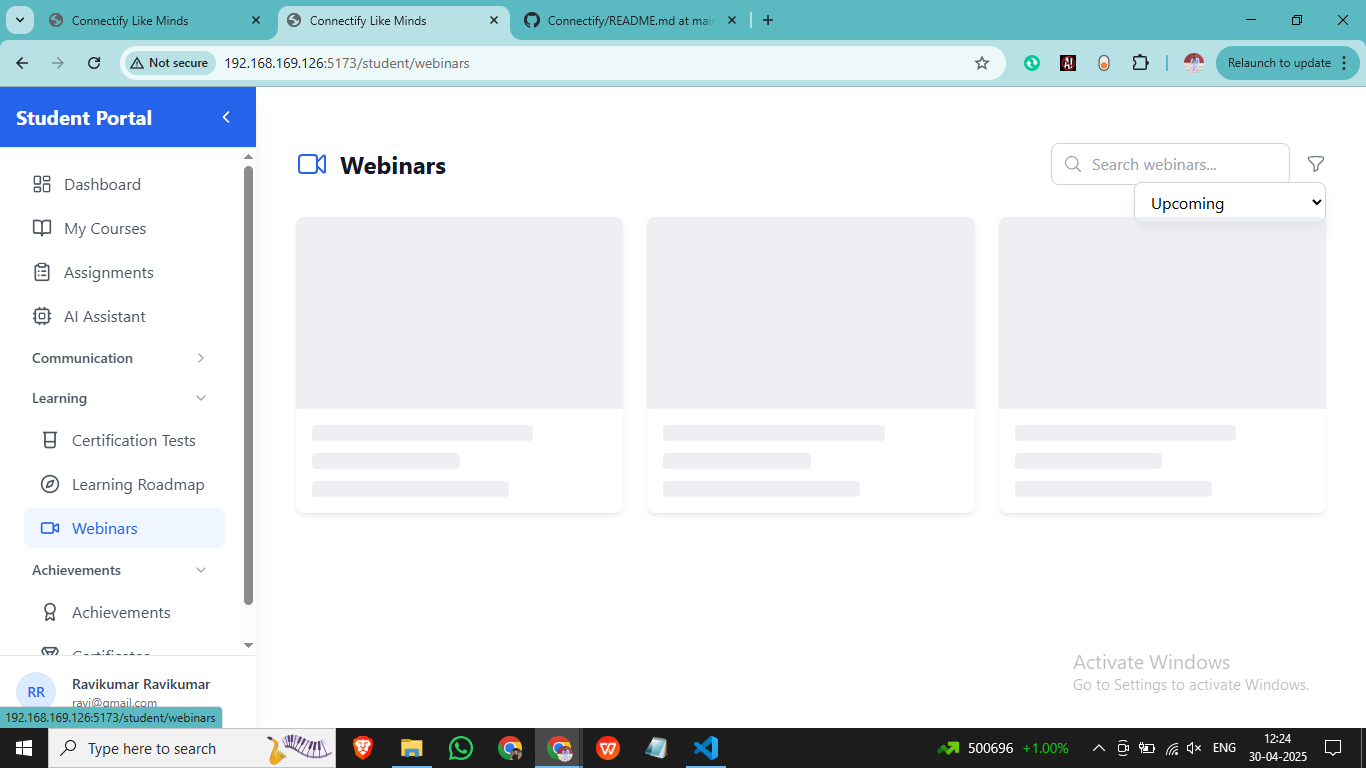 Connectify Like Minds
Connectify Like Minds
Connectify/README.md at mai
Not secure
192.168.169.126:5173/student/webinars
Relaunch to update
Student Portal
Dashboard
My Courses
Assignments
AI Assistant
Communication
Learning
Certification Tests
Learning Roadmap
Webinars
Achievements
Achievements
Certificates
RR
Ravikumar Ravikumar
ravi@gmail.com
192.168.169.126:5173/student/webinars
Webinars
Search webinars...
Upcoming
Activate Windows
Go to Settings to activate Windows.
Type here to search
500696 +1.00%
ENG
12:24
30-04-2025